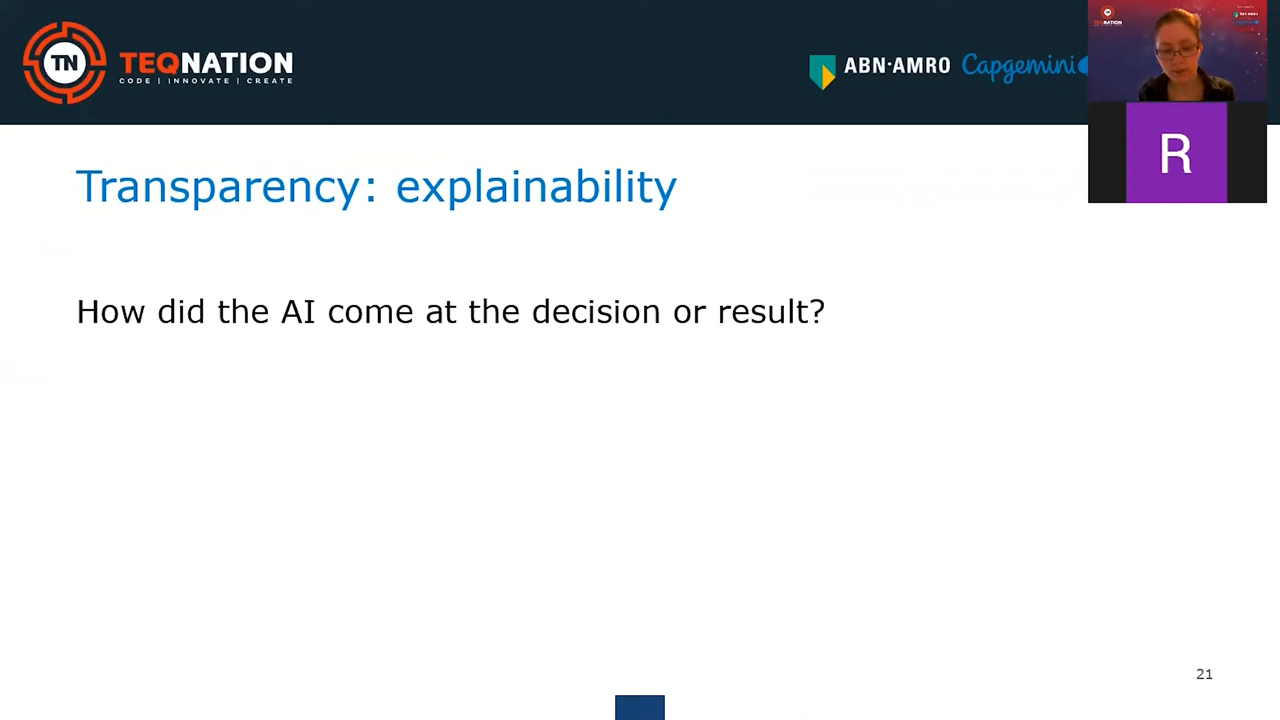 TN
TEQNATION
CODE | INNOVATE | CREATE
ABN·AMRO
Capgemini
R
Transparency: explainability
How did the AI come at the decision or result?
21